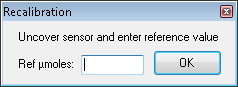 Recalibration
Uncover sensor and enter reference value
Ref µmoles:
OK